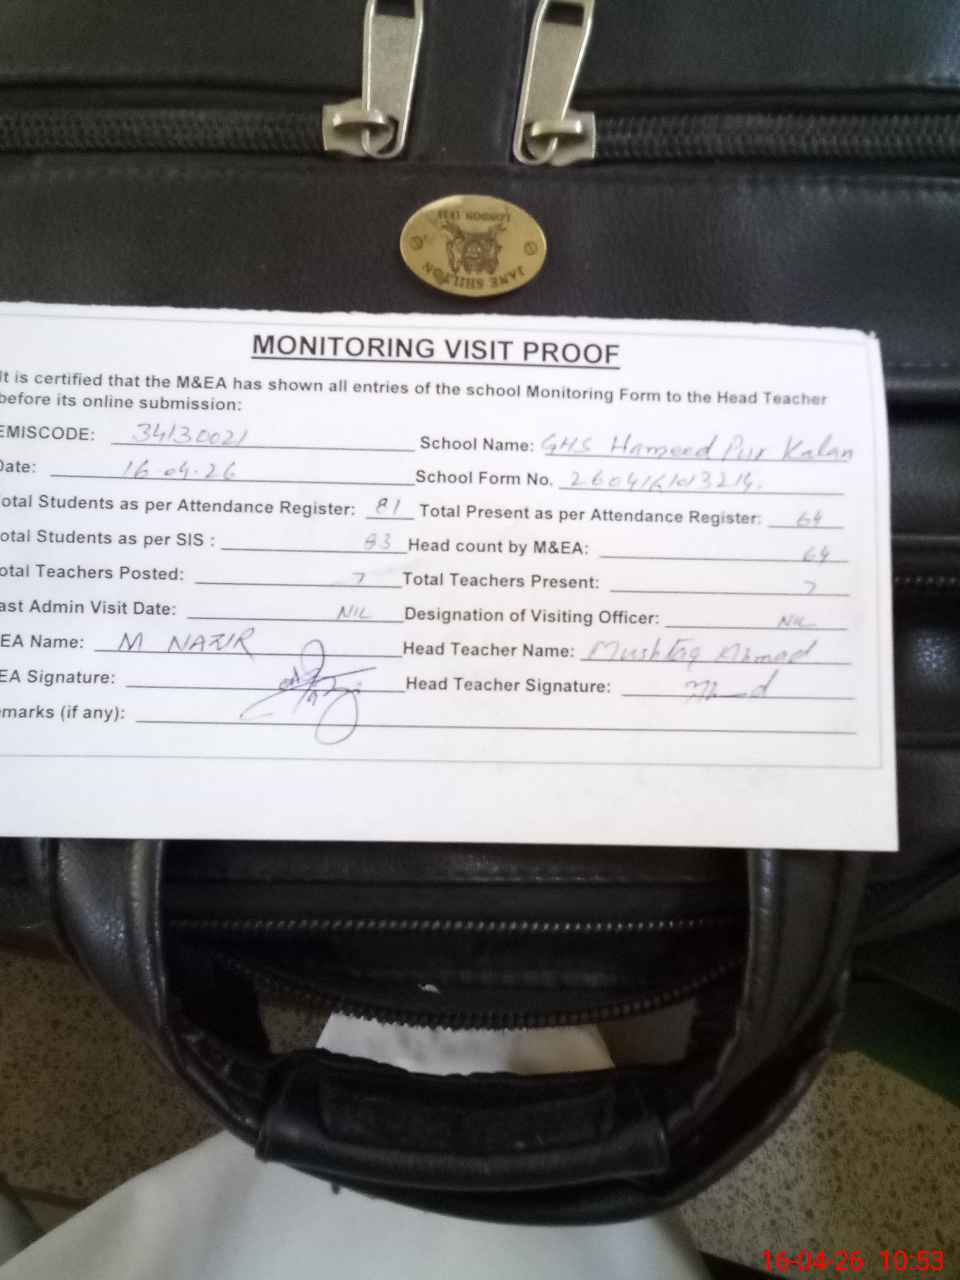 LONDON 1881
JANE SHILTON
MONITORING VISIT PROOF
It is certified that the M&EA has shown all entries of the school Monitoring Form to the Head Teacher
before its online submission:
EMISCODE: 34130021 School Name: GHS Hameed Pur Kalan
Date: 16-04-26 School Form No.
otal Students as per Attendance Register: 81 Total Present as per Attendance Register: 64
otal Students as per SIS : 83 Head count by M&EA: 64
otal Teachers Posted: 7 Total Teachers Present: 7
ast Admin Visit Date: NIL Designation of Visiting Officer: NIL
EA Name: M NAZIR Head Teacher Name: Mushtaq Ahmad
EA Signature: Head Teacher Signature:
marks (if any):
16-04-26 10:53